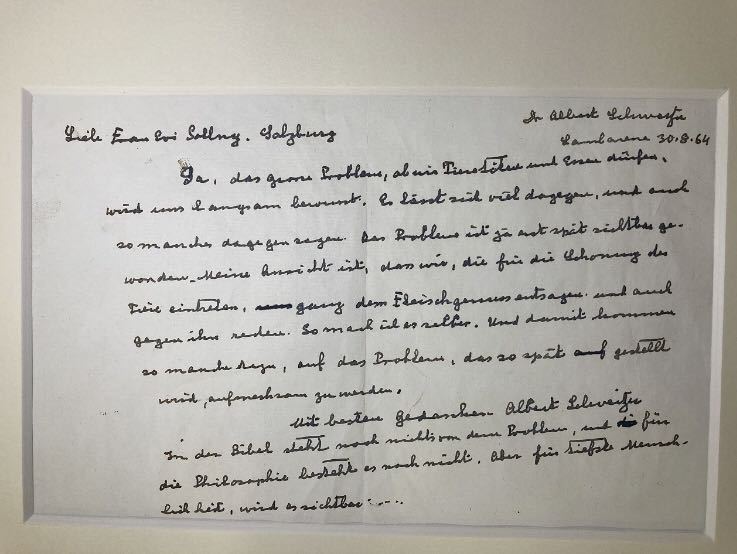 Dr Albert Schweitzer
Lambarene 30.8.64
Liebe Frau Evi Sollny. Salzburg
Ja, das grosse Problem, ob wir Tiere töten und Essen dürfen,
wird uns langsam bewusst. Es lässt sich viel dagegen, und auch
so manches dagegen sagen. Das Problem ist ja erst spät sichtbar ge-
worden. Meine Ansicht ist, dass wir, die für die Schonung der
Tiere eintreten, ganz dem Fleischgenuss entsagen und auch
gegen ihn reden. So mach ich es selber. Und damit kommen
so manche dazu, auf das Problem, das so spät gestellt
wird, aufmerksam zu werden.
Mit besten Gedanken Albert Schweitzer
In der Bibel steht noch nichts von dem Problem, und für
die Philosophie besteht es noch nicht. Aber für tiefste Mensch-
lichkeit, wird es sichtbar.....